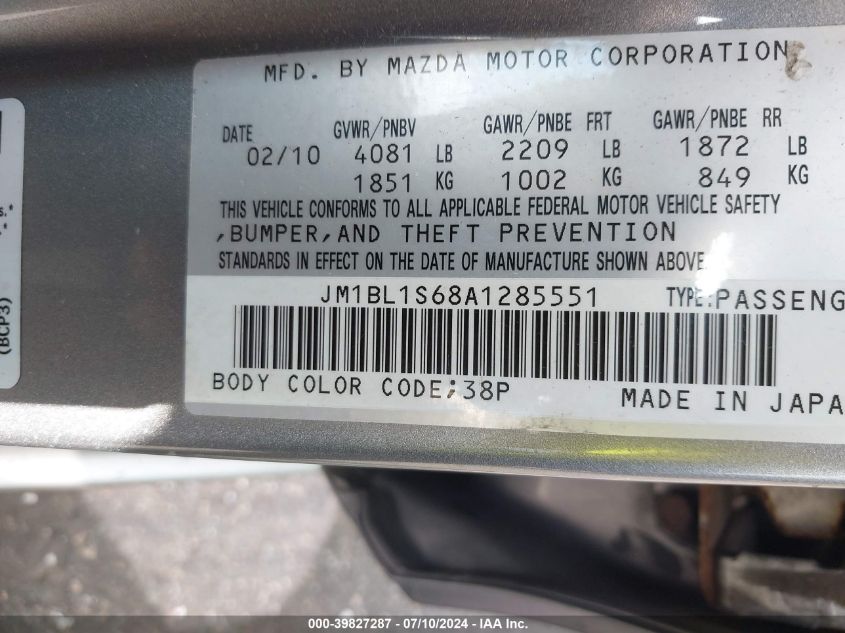 MFD. BY MAZDA MOTOR CORPORATION
DATE GVWR/PNBV GAWR/PNBE FRT GAWR/PNBE RR
02/10 4081 LB 2209 LB 1872 LB
1851 KG 1002 KG 849 KG
THIS VEHICLE CONFORMS TO ALL APPLICABLE FEDERAL MOTOR VEHICLE SAFETY
,BUMPER,AND THEFT PREVENTION
STANDARDS IN EFFECT ON THE DATE OF MANUFACTURE SHOWN ABOVE.
JM1BL1S68A1285551 TYPE:PASSENG
BODY COLOR CODE:38P MADE IN JAPA
s.*
.*
(BCP3)
000-39827287 - 07/10/2024 - IAA Inc.